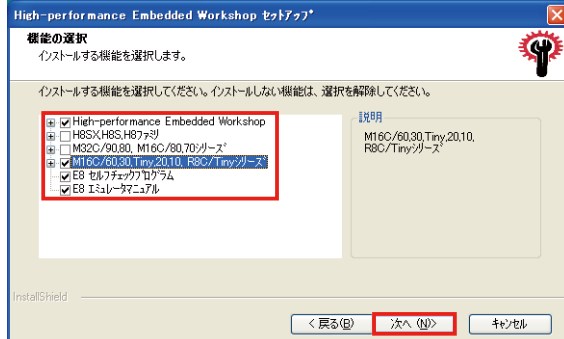 High-performance Embedded Workshop セットアップ
機能の選択
インストールする機能を選択します。
インストールする機能を選択してください。インストールしない機能は、選択を解除してください。
High-performance Embedded Workshop
H8SX,H8S,H8ファミリ
M32C/90,80, M16C/80,70シリーズ
M16C/60,30,Tiny,20,10, R8C/Tinyシリーズ
E8 セルフチェックプログラム
E8 エミュレータマニュアル
説明
M16C/60,30,Tiny,20,10,
R8C/Tinyシリーズ
InstallShield
< 戻る(B)
次へ (N)>
キャンセル